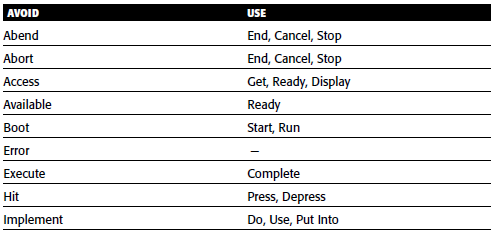 AVOID USE
Abend End, Cancel, Stop
Abort End, Cancel, Stop
Access Get, Ready, Display
Available Ready
Boot Start, Run
Error —
Execute Complete
Hit Press, Depress
Implement Do, Use, Put Into